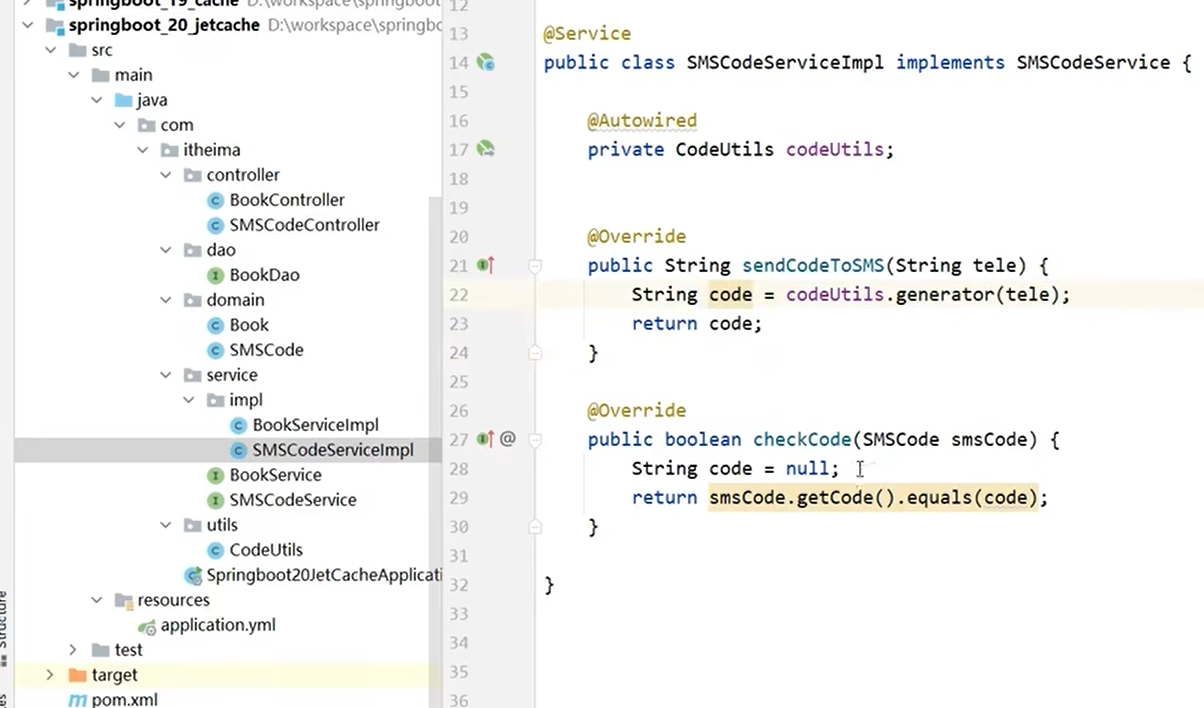 springboot_19_cache D:\workspace\springboot
springboot_20_jetcache D:\workspace\springbo
src
main
java
com
itheima
controller
BookController
SMSCodeController
dao
BookDao
domain
Book
SMSCode
service
impl
BookServiceImpl
SMSCodeServiceImpl
BookService
SMSCodeService
utils
CodeUtils
Springboot20JetCacheApplicati
resources
application.yml
test
target
pom.xml
Structure
12
13 @Service
14 public class SMSCodeServiceImpl implements SMSCodeService {
15
16 @Autowired
17 private CodeUtils codeUtils;
18
19
20 @Override
21 public String sendCodeToSMS(String tele) {
22 String code = codeUtils.generator(tele);
23 return code;
24 }
25
26 @Override
27 @ public boolean checkCode(SMSCode smsCode) {
28 String code = null;
29 return smsCode.getCode().equals(code);
30 }
31
32 }
33
34
35
36